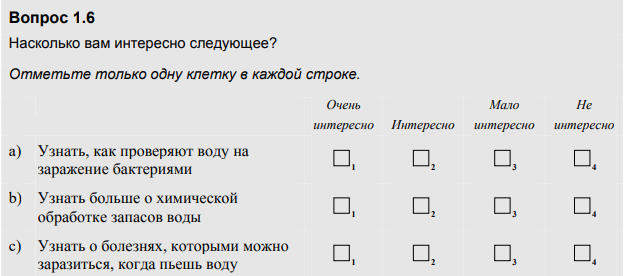 Вопрос 1.6
Насколько вам интересно следующее?
Отметьте только одну клетку в каждой строке.
Очень интересно Интересно Мало интересно Не интересно
a) Узнать, как проверяют воду на
заражение бактериями
1 2 3 4
b) Узнать больше о химической
обработке запасов воды
1 2 3 4
c) Узнать о болезнях, которыми можно
заразиться, когда пьешь воду
1 2 3 4